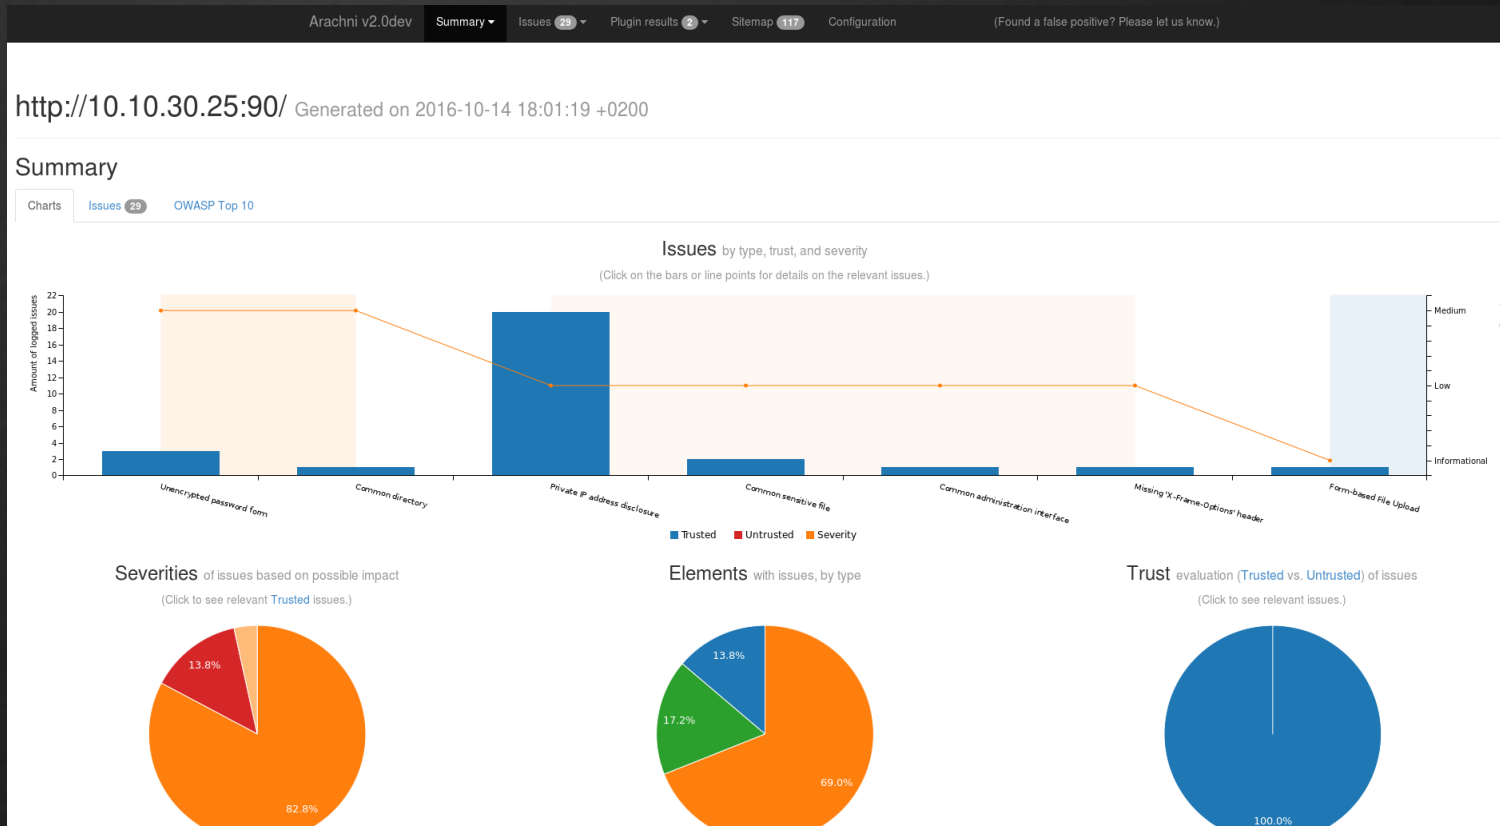 Arachni v2.0dev Summary Issues 29 Plugin results 2 Sitemap 117 Configuration (Found a false positive? Please let us know.)
http://10.10.30.25:90/ Generated on 2016-10-14 18:01:19 +0200
Summary
Charts Issues 29 OWASP Top 10
Issues by type, trust, and severity
(Click on the bars or line points for details on the relevant issues.)
Amount of logged issues
22
20
18
16
14
12
10
8
6
4
2
0
Medium
Low
Informational
Unencrypted password form
Common directory
Private IP address disclosure
Common sensitive file
Common administration interface
Missing 'X-Frame-Options' header
Form-based File Upload
Trusted Untrusted Severity
Severities of issues based on possible impact
(Click to see relevant Trusted issues.)
13.8%
82.8%
Elements with issues, by type
13.8%
17.2%
69.0%
Trust evaluation (Trusted vs. Untrusted) of issues
(Click to see relevant issues.)
100.0%